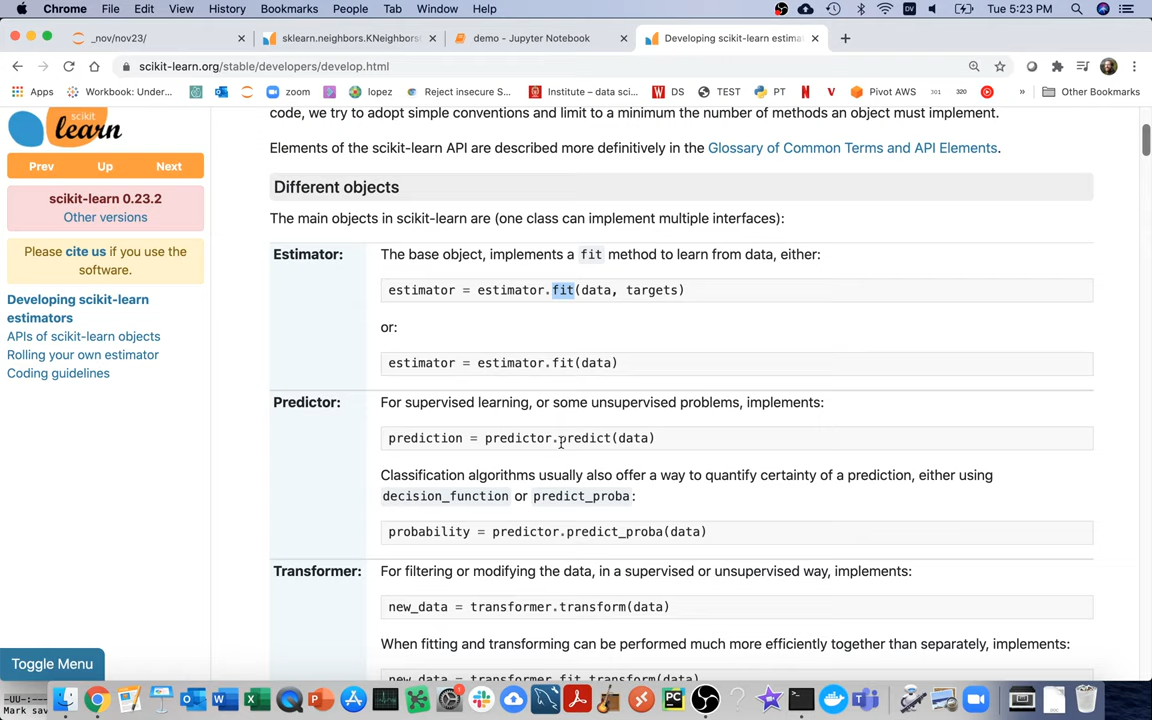 Chrome File Edit View History Bookmarks People Tab Window Help DV Tue 5:23 PM
_nov/nov23/ sklearn.neighbors.KNeighbors demo - Jupyter Notebook Developing scikit-learn estima
scikit-learn.org/stable/developers/develop.html
Apps Workbook: Under... zoom lopez Reject insecure S... Institute – data sci... DS TEST PT N V Pivot AWS 301 320 » Other Bookmarks
scikit
learn
Prev Up Next
scikit-learn 0.23.2
Other versions
Please cite us if you use the
software.
Developing scikit-learn
estimators
APIs of scikit-learn objects
Rolling your own estimator
Coding guidelines
Toggle Menu
code, we try to adopt simple conventions and limit to a minimum the number of methods an object must implement.
Elements of the scikit-learn API are described more definitively in the Glossary of Common Terms and API Elements.
Different objects
The main objects in scikit-learn are (one class can implement multiple interfaces):
Estimator: The base object, implements a fit method to learn from data, either:
estimator = estimator.fit(data, targets)
or:
estimator = estimator.fit(data)
Predictor: For supervised learning, or some unsupervised problems, implements:
prediction = predictor.predict(data)
Classification algorithms usually also offer a way to quantify certainty of a prediction, either using
decision_function or predict_proba:
probability = predictor.predict_proba(data)
Transformer: For filtering or modifying the data, in a supervised or unsupervised way, implements:
new_data = transformer.transform(data)
When fitting and transforming can be performed much more efficiently together than separately, implements:
new_data = transformer.fit_transform(data)
-UU-:---
Mark sav